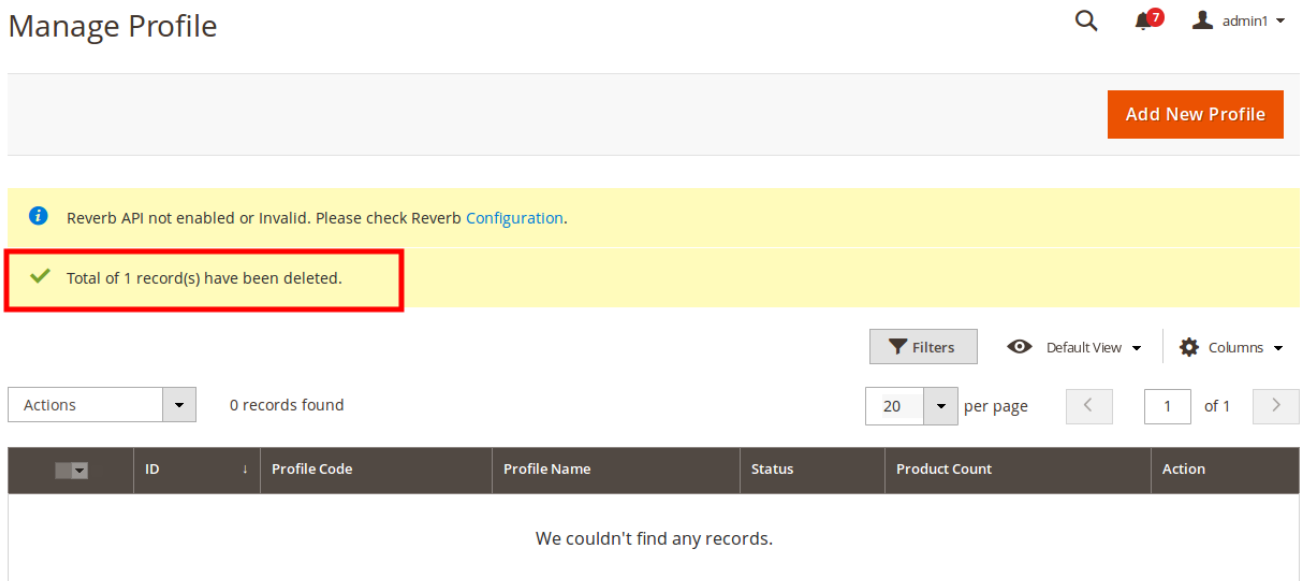 Manage Profile
7
admin1
Add New Profile
Reverb API not enabled or Invalid. Please check Reverb Configuration.
Total of 1 record(s) have been deleted.
Filters
Default View
Columns
Actions
0 records found
20
per page
1
of 1
ID ↓ Profile Code Profile Name Status Product Count Action
We couldn't find any records.